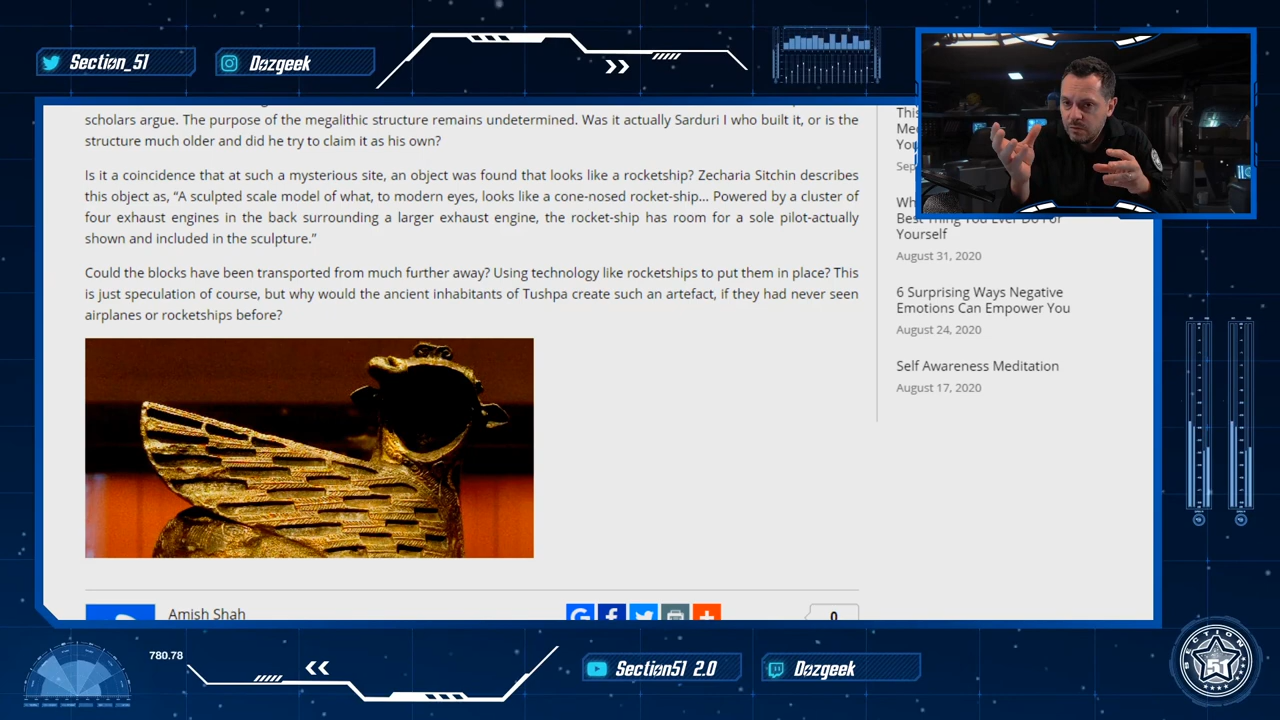 Section_51
Dazgeek
scholars argue. The purpose of the megalithic structure remains undetermined. Was it actually Sarduri I who built it, or is the
structure much older and did he try to claim it as his own?
Is it a coincidence that at such a mysterious site, an object was found that looks like a rocketship? Zecharia Sitchin describes
this object as, “A sculpted scale model of what, to modern eyes, looks like a cone-nosed rocket-ship... Powered by a cluster of
four exhaust engines in the back surrounding a larger exhaust engine, the rocket-ship has room for a sole pilot-actually
shown and included in the sculpture.”
Could the blocks have been transported from much further away? Using technology like rocketships to put them in place? This
is just speculation of course, but why would the ancient inhabitants of Tushpa create such an artefact, if they had never seen
airplanes or rocketships before?
Amish Shah
0
This
Yourself
August 31, 2020
6 Surprising Ways Negative
Emotions Can Empower You
August 24, 2020
Self Awareness Meditation
August 17, 2020
780.78
Section51 2.0
Dazgeek
SECTION
51